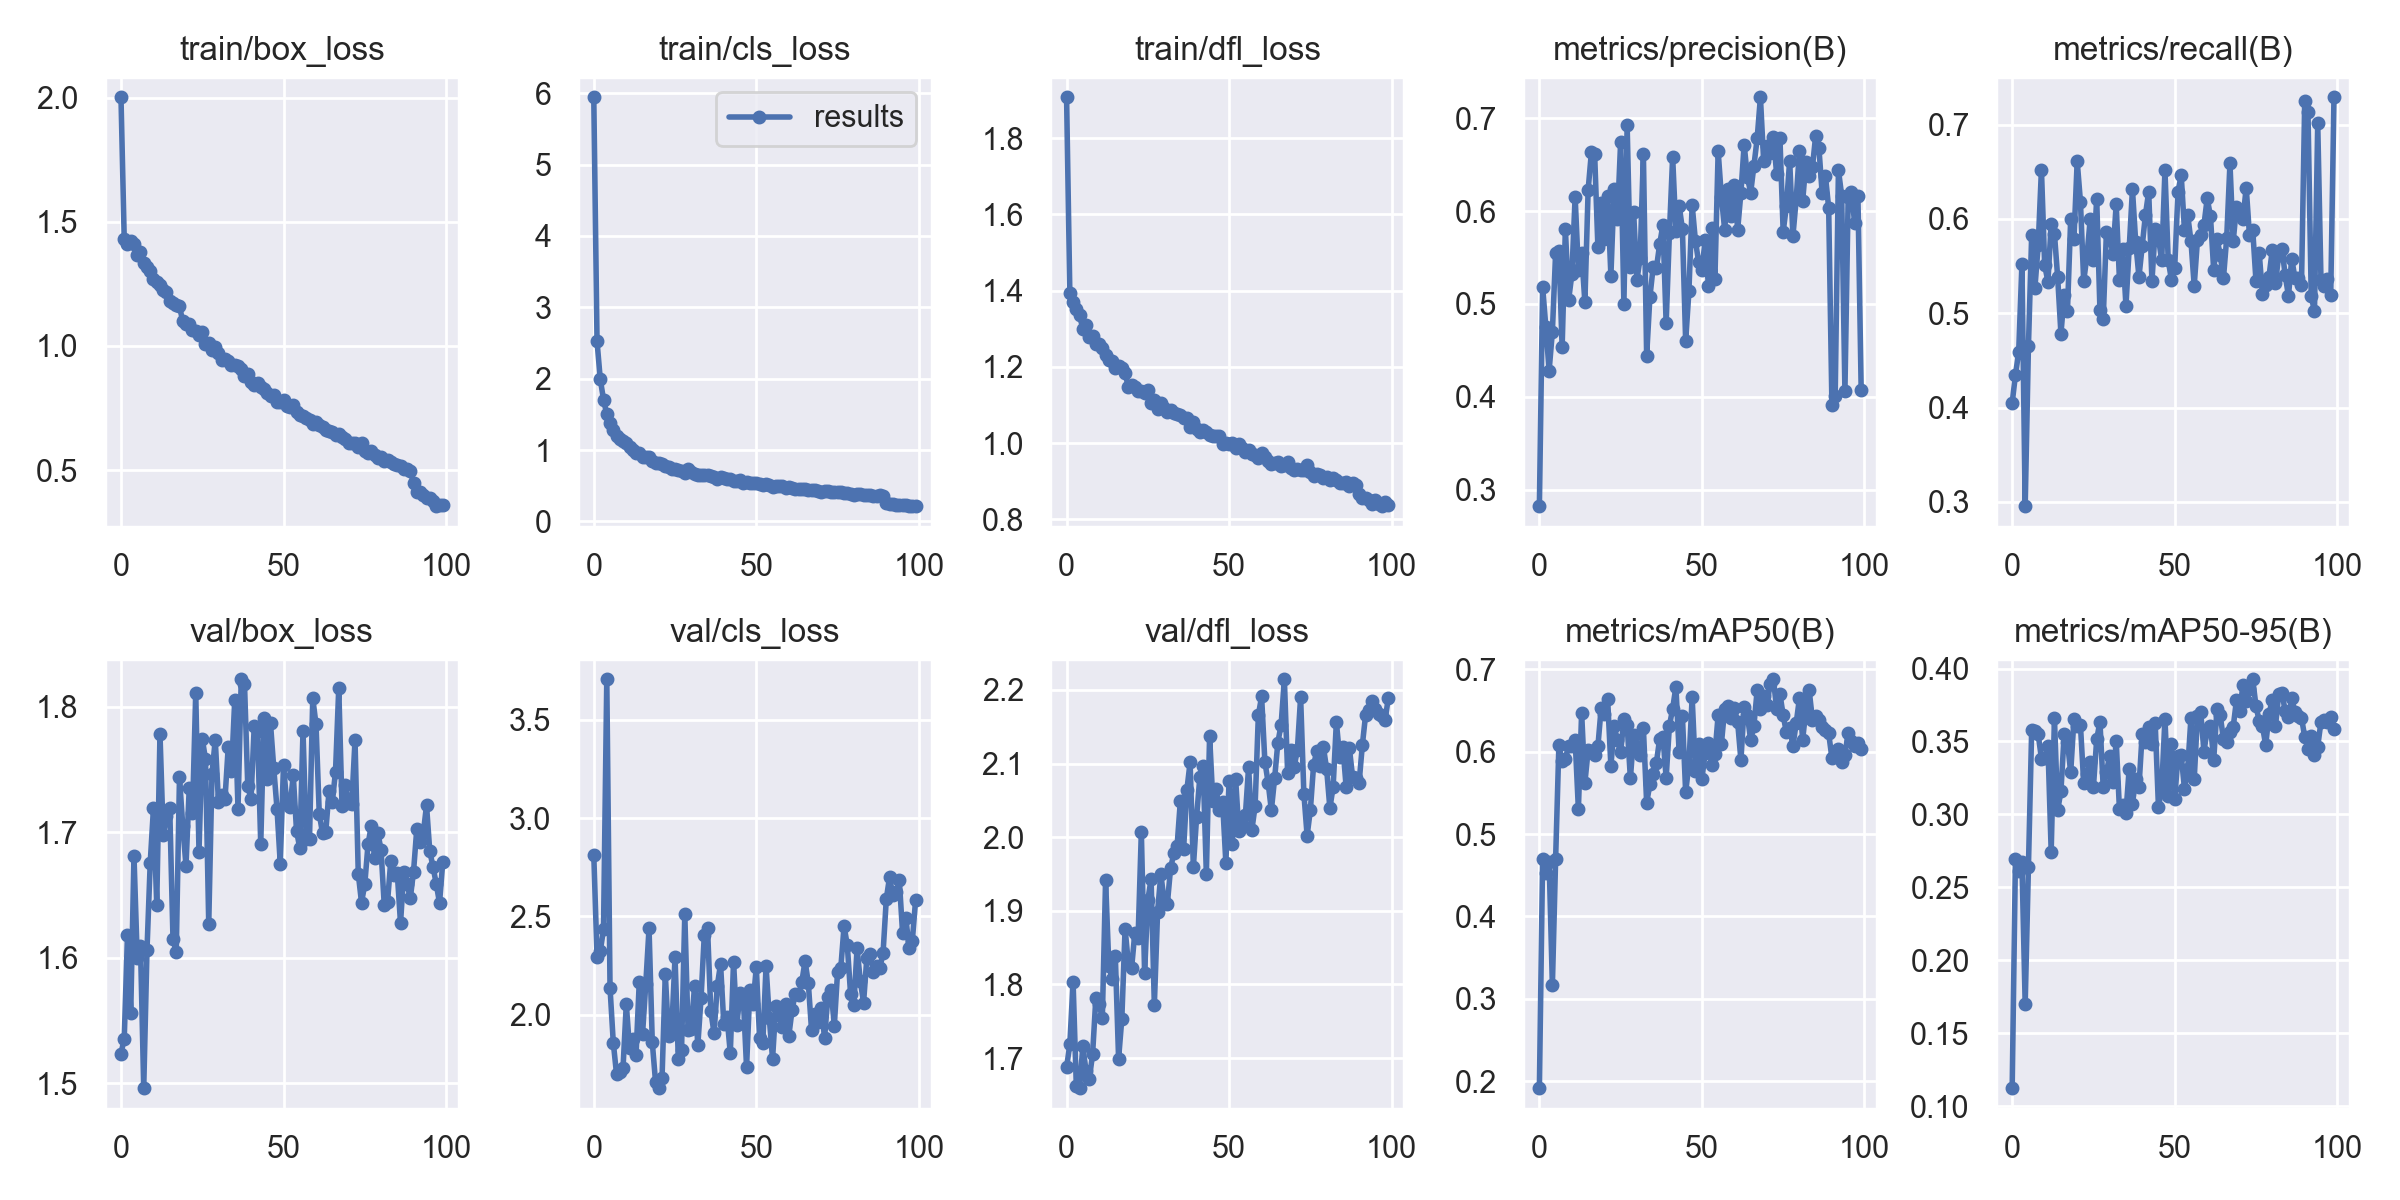 train/box_loss
2.0
1.5
1.0
0.5
0 50 100
train/cls_loss
results
6
5
4
3
2
1
0
0 50 100
train/dfl_loss
1.8
1.6
1.4
1.2
1.0
0.8
0 50 100
metrics/precision(B)
0.7
0.6
0.5
0.4
0.3
0 50 100
metrics/recall(B)
0.7
0.6
0.5
0.4
0.3
0 50 100
val/box_loss
1.8
1.7
1.6
1.5
0 50 100
val/cls_loss
3.5
3.0
2.5
2.0
0 50 100
val/dfl_loss
2.2
2.1
2.0
1.9
1.8
1.7
0 50 100
metrics/mAP50(B)
0.7
0.6
0.5
0.4
0.3
0.2
0 50 100
metrics/mAP50-95(B)
0.40
0.35
0.30
0.25
0.20
0.15
0.10
0 50 100